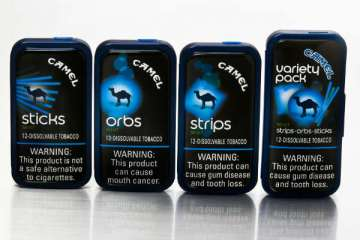 CAMEL
sticks
12-DISSOLVABLE TOBACCO
WARNING:
This product is not
a safe alternative
to cigarettes.
CAMEL
orbs
12-DISSOLVABLE TOBACCO
WARNING:
This product can
cause mouth cancer.
CAMEL
strips
12-DISSOLVABLE TOBACCO
WARNING:
This product can
cause gum disease
and tooth loss.
CAMEL
variety
pack
strips-orbs-sticks
12-DISSOLVABLE TOBACCO
WARNING:
This product can
cause gum disease
and tooth loss.